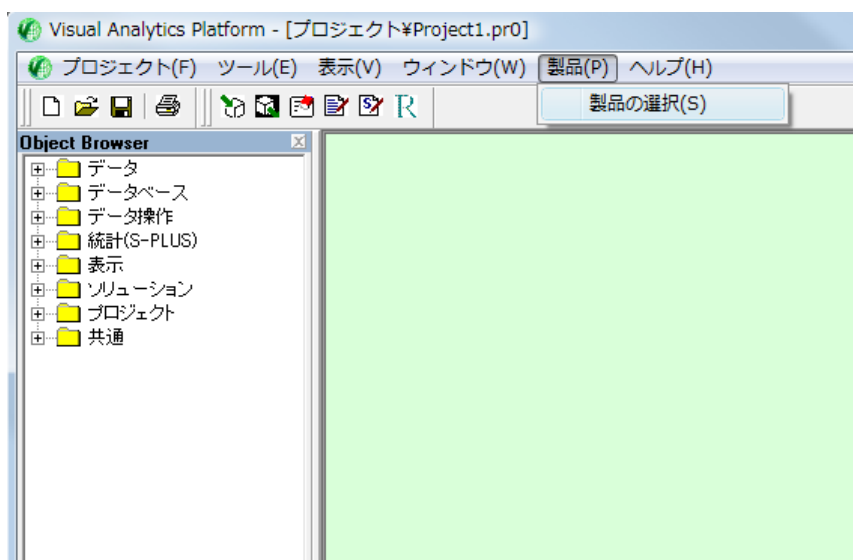 Visual Analytics Platform - [プロジェクト¥Project1.pr0]
プロジェクト(F) ツール(E) 表示(V) ウィンドウ(W) 製品(P) ヘルプ(H)
製品の選択(S)
Object Browser
データ
データベース
データ操作
統計(S-PLUS)
表示
ソリューション
プロジェクト
共通